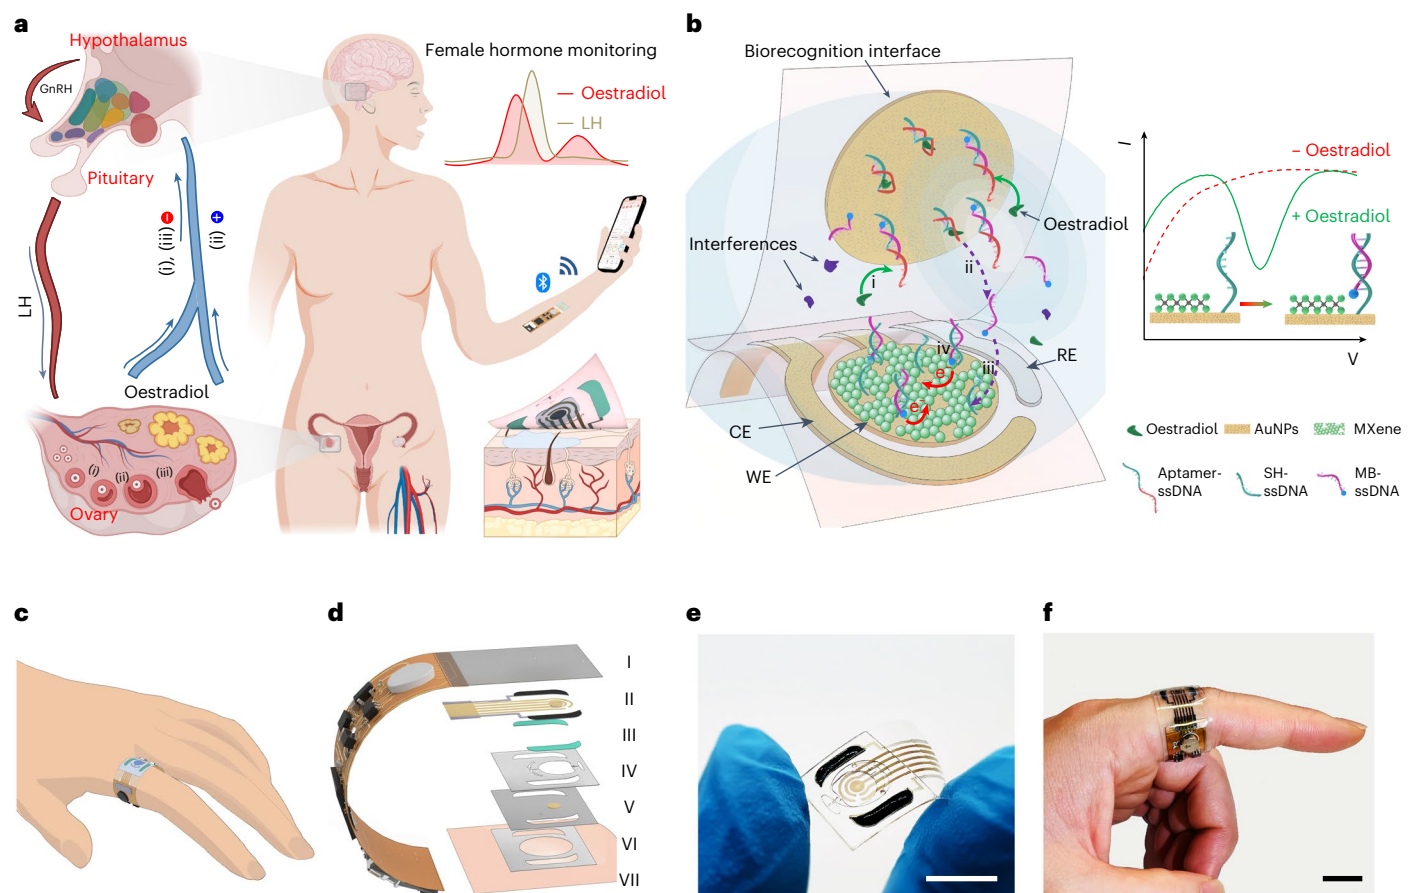 a
Hypothalamus
GnRH
Pituitary
(i), (iii) −
+ (ii)
LH
Oestradiol
(i)
(ii)
(iii)
Ovary
Female hormone monitoring
Oestradiol
LH
b
Biorecognition interface
Interferences
Oestradiol
i
ii
iii
iv
e⁻
e⁻
RE
CE
WE
I
– Oestradiol
+ Oestradiol
V
Oestradiol
AuNPs
MXene
Aptamer-
ssDNA
SH-
ssDNA
MB-
ssDNA
c
d
I
II
III
IV
V
VI
VII
e
f